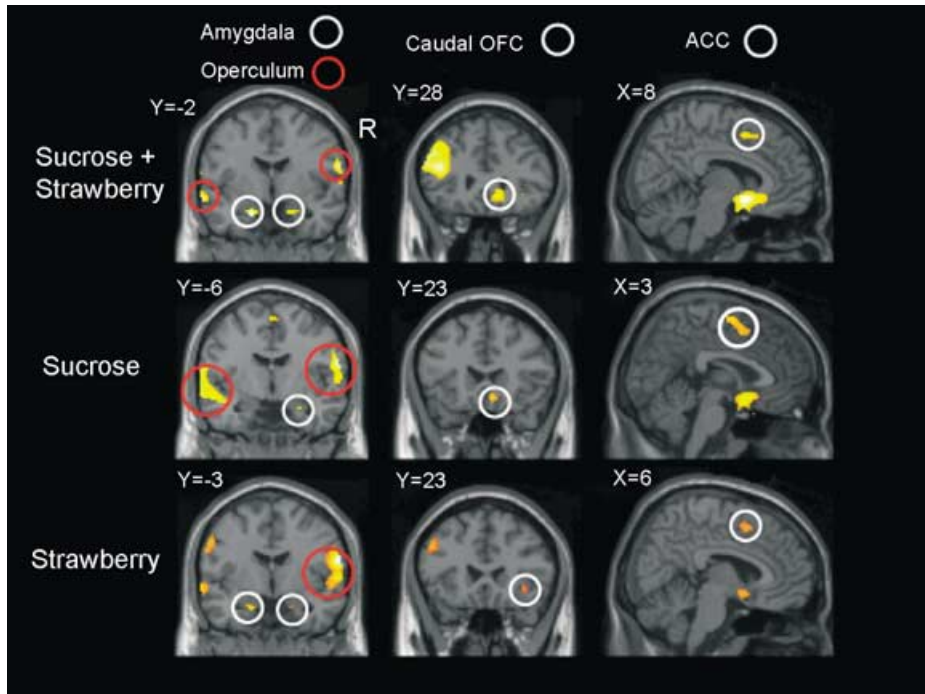 Amygdala
Operculum
Caudal OFC
ACC
Y=-2
R
Y=28
X=8
Sucrose +
Strawberry
Y=-6
Y=23
X=3
Sucrose
Y=-3
Y=23
X=6
Strawberry